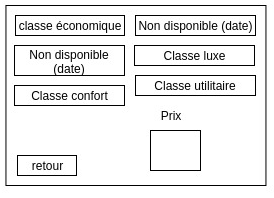 classe économique
Non disponible (date)
Non disponible
(date)
Classe luxe
Classe confort
Classe utilitaire
Prix
retour